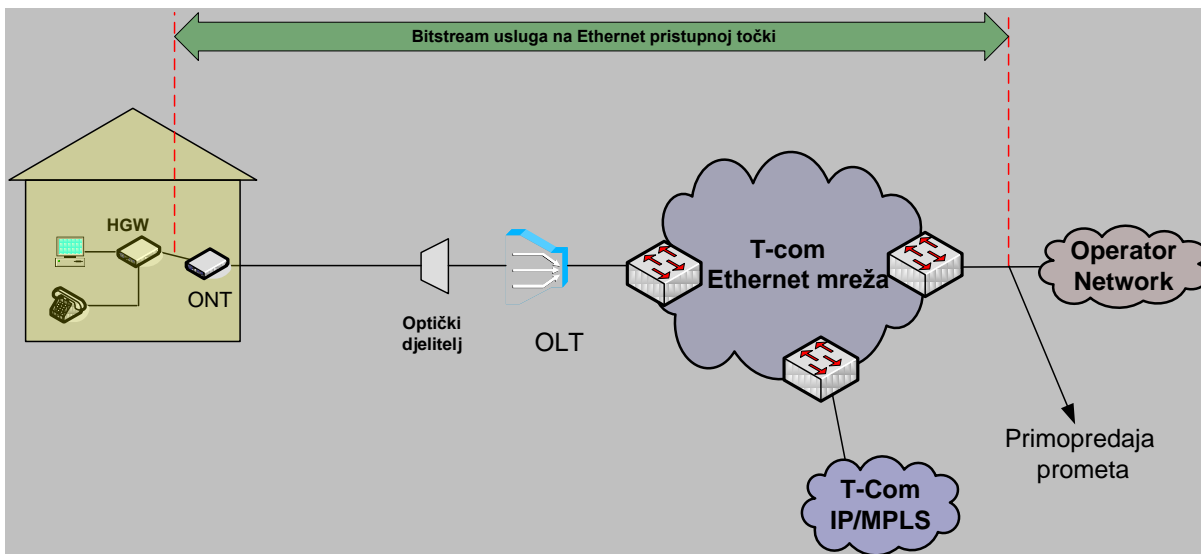 Bitstream usluga na Ethernet pristupnoj točki
HGW
ONT
Optički
djelitelj
OLT
T-com
Ethernet mreža
Operator
Network
Primopredaja
prometa
T-Com
IP/MPLS